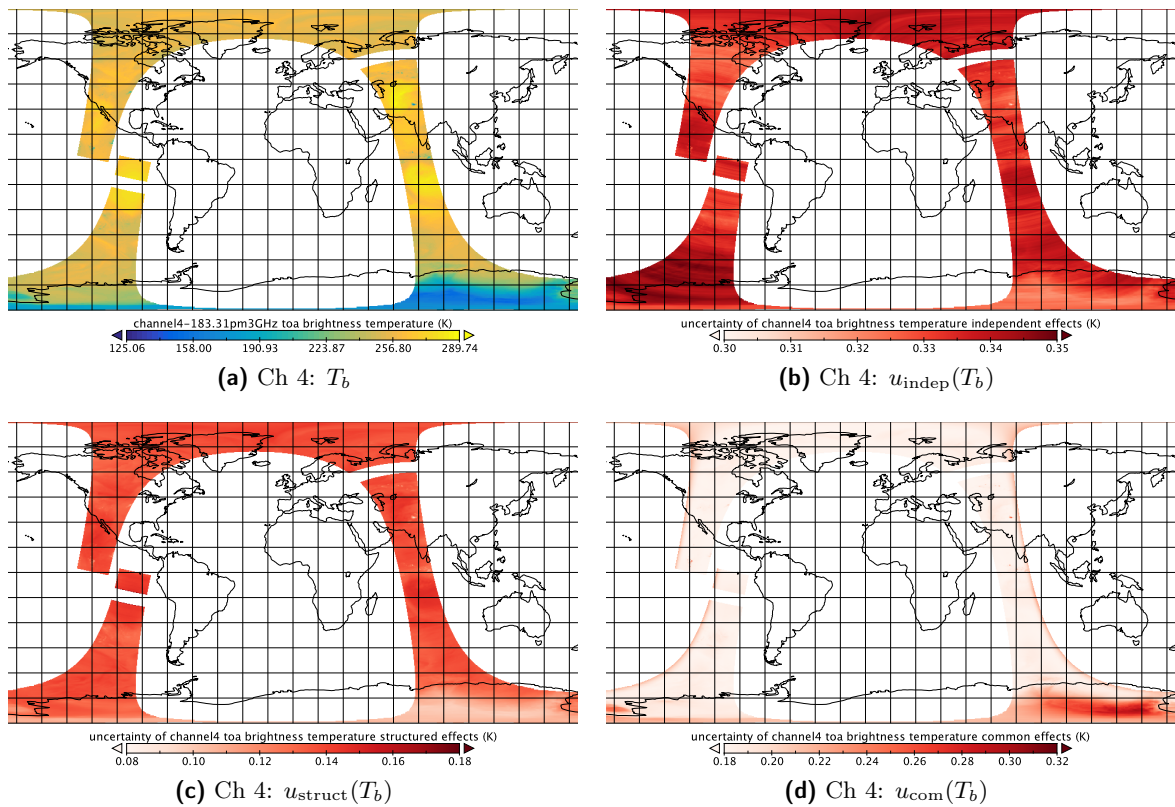 channel4-183.31pm3GHz toa brightness temperature (K)
125.06 158.00 190.93 223.87 256.80 289.74
(a) Ch 4: T_b
uncertainty of channel4 toa brightness temperature independent effects (K)
0.30 0.31 0.32 0.33 0.34 0.35
(b) Ch 4: u_indep(T_b)
uncertainty of channel4 toa brightness temperature structured effects (K)
0.08 0.10 0.12 0.14 0.16 0.18
(c) Ch 4: u_struct(T_b)
uncertainty of channel4 toa brightness temperature common effects (K)
0.18 0.20 0.22 0.24 0.26 0.28 0.30 0.32
(d) Ch 4: u_com(T_b)